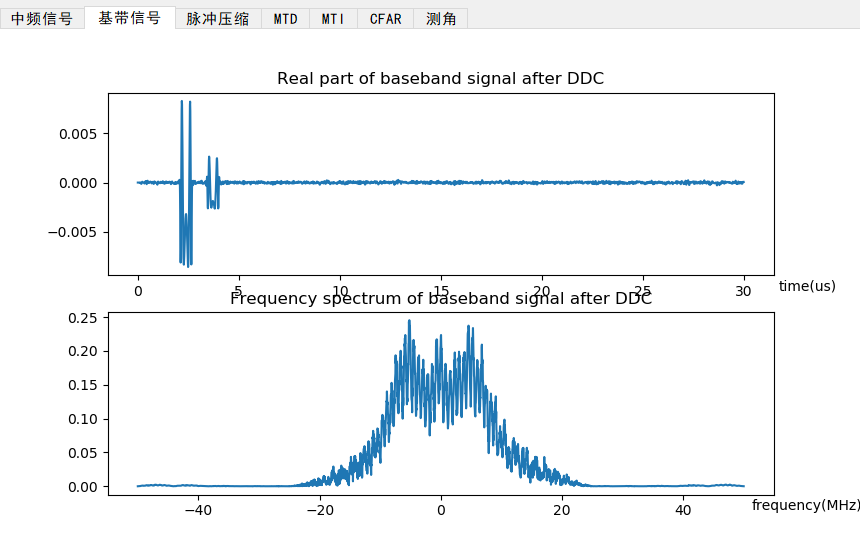 中频信号 基带信号 脉冲压缩 MTD MTI CFAR 测角
Real part of baseband signal after DDC
0.005
0.000
−0.005
0 5 10 15 20 25 30 time(us)
Frequency spectrum of baseband signal after DDC
0.25
0.20
0.15
0.10
0.05
0.00
−40 −20 0 20 40 frequency(MHz)